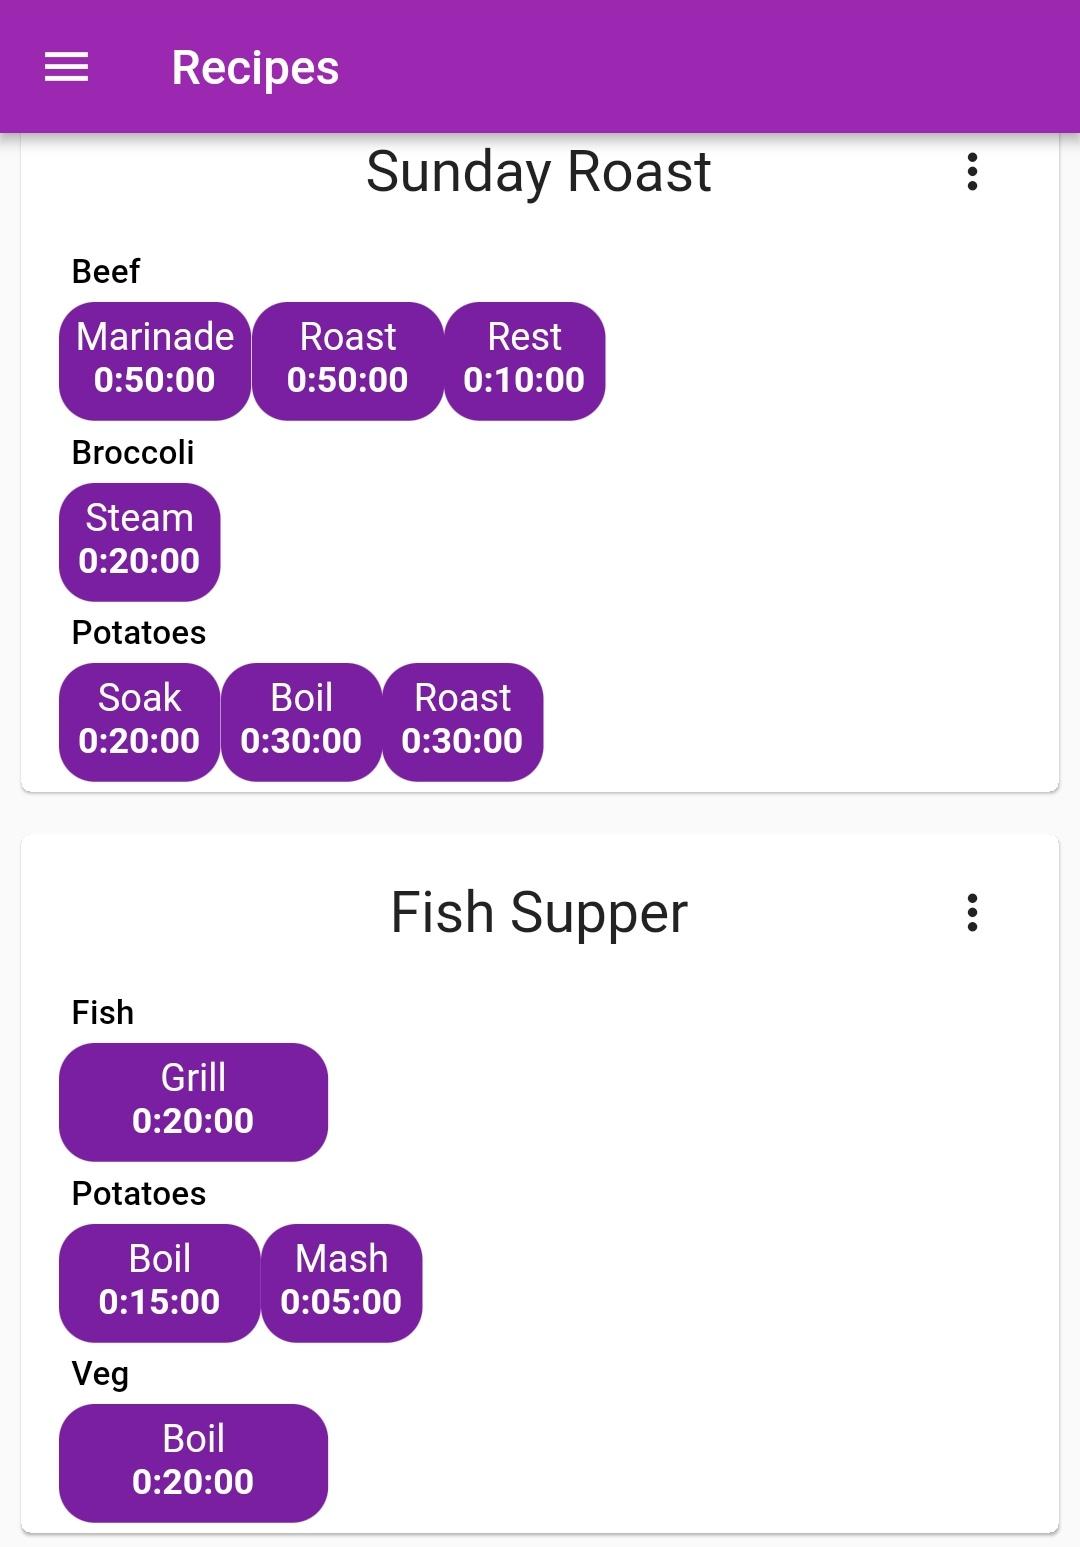 Recipes
Sunday Roast
Beef
Marinade Roast Rest
0:50:00 0:50:00 0:10:00
Broccoli
Steam
0:20:00
Potatoes
Soak Boil Roast
0:20:00 0:30:00 0:30:00
Fish Supper
Fish
Grill
0:20:00
Potatoes
Boil Mash
0:15:00 0:05:00
Veg
Boil
0:20:00